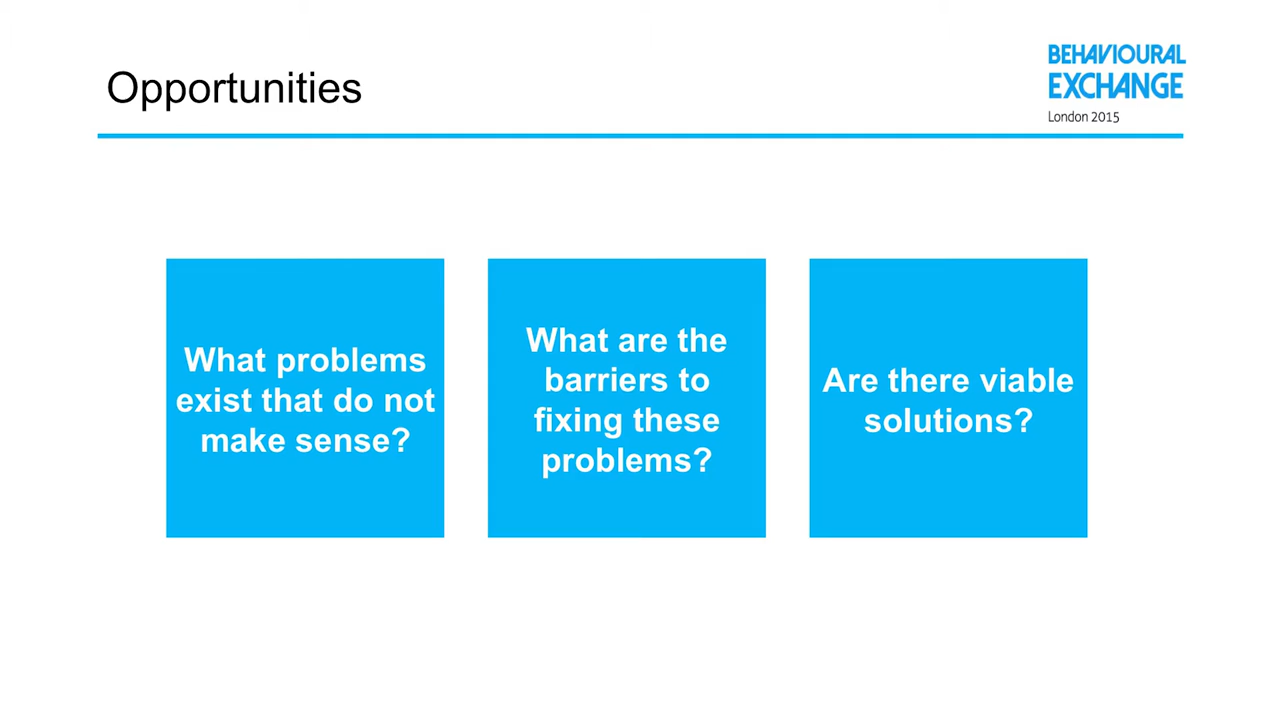 Opportunities
BEHAVIOURAL
EXCHANGE
London 2015
What problems
exist that do not
make sense?
What are the
barriers to
fixing these
problems?
Are there viable
solutions?